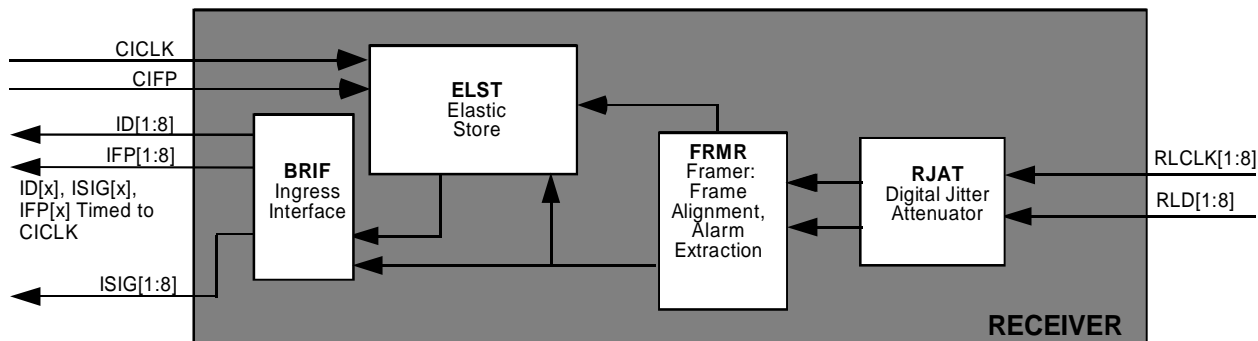 CICLK
CIFP
ID[1:8]
IFP[1:8]
ID[x], ISIG[x],
IFP[x] Timed to
CICLK
ISIG[1:8]
BRIF
Ingress
Interface
ELST
Elastic
Store
FRMR
Framer:
Frame
Alignment,
Alarm
Extraction
RJAT
Digital Jitter
Attenuator
RLCLK[1:8]
RLD[1:8]
RECEIVER